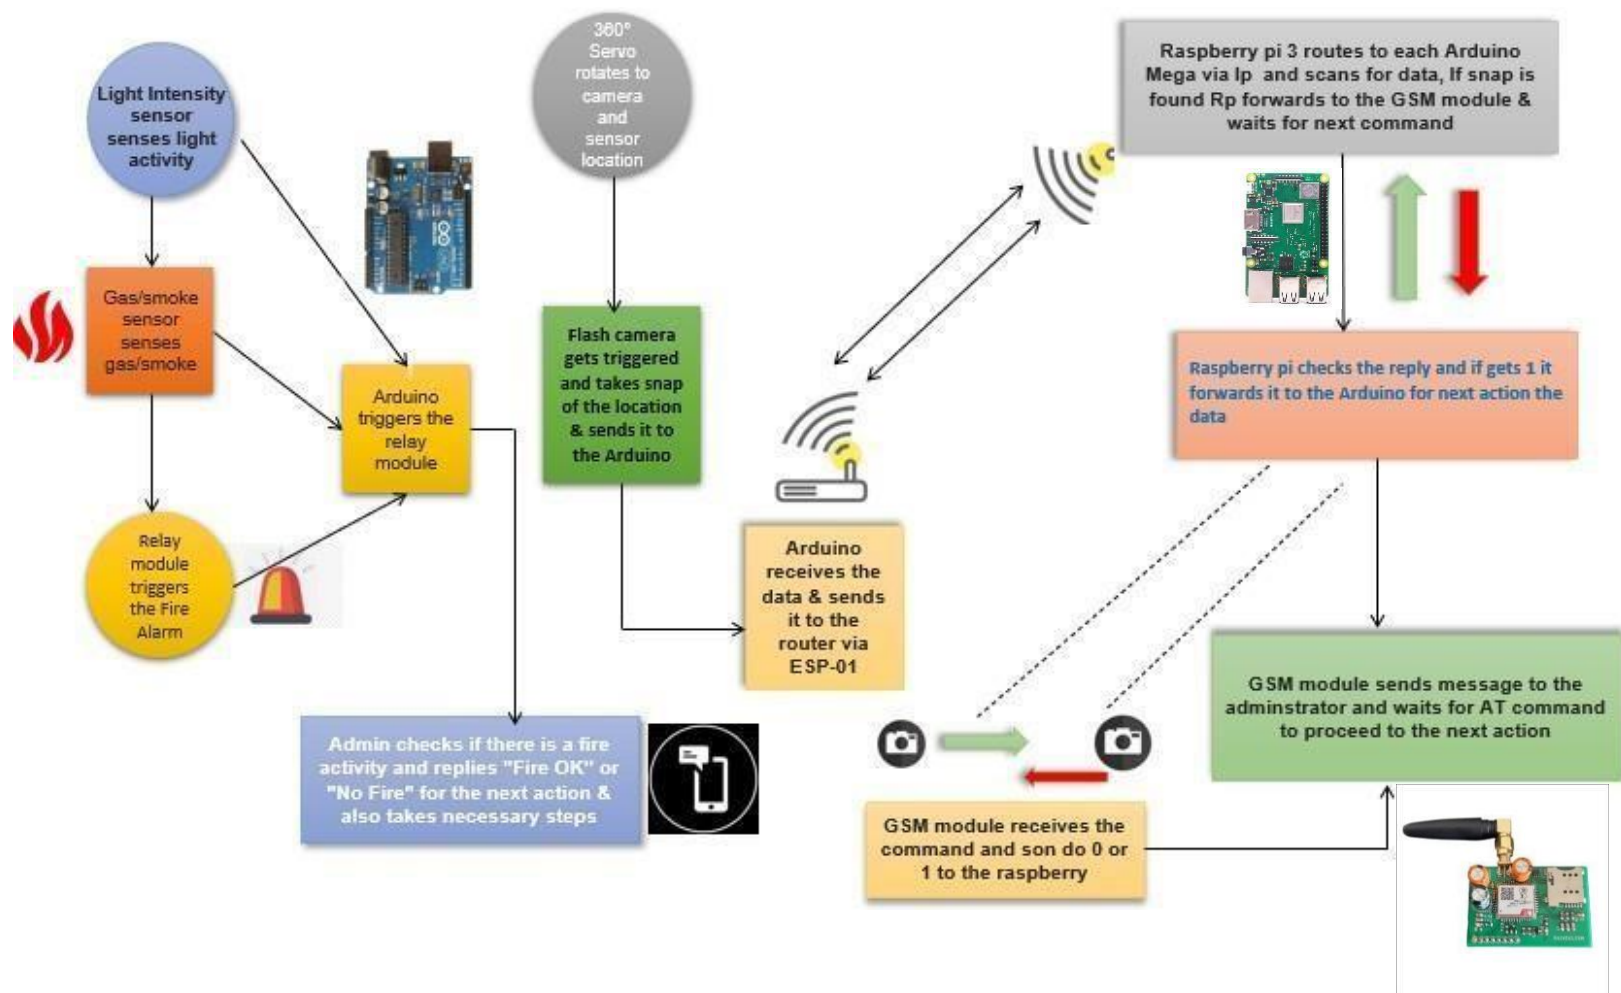 Light Intensity
sensor
senses light
activity
360°
Servo
rotates to
camera
and
sensor
location
Raspberry pi 3 routes to each Arduino
Mega via Ip and scans for data, If snap is
found Rp forwards to the GSM module &
waits for next command
Gas/smoke
sensor
senses
gas/smoke
Arduino
triggers the
relay
module
Flash camera
gets triggered
and takes snap
of the location
& sends it to
the Arduino
Raspberry pi checks the reply and if gets 1 it
forwards it to the Arduino for next action the
data
Relay
module
triggers
the Fire
Alarm
Arduino
receives the
data & sends
it to the
router via
ESP-01
GSM module sends message to the
adminstrator and waits for AT command
to proceed to the next action
Admin checks if there is a fire
activity and replies "Fire OK" or
"No Fire" for the next action &
also takes necessary steps
GSM module receives the
command and son do 0 or
1 to the raspberry